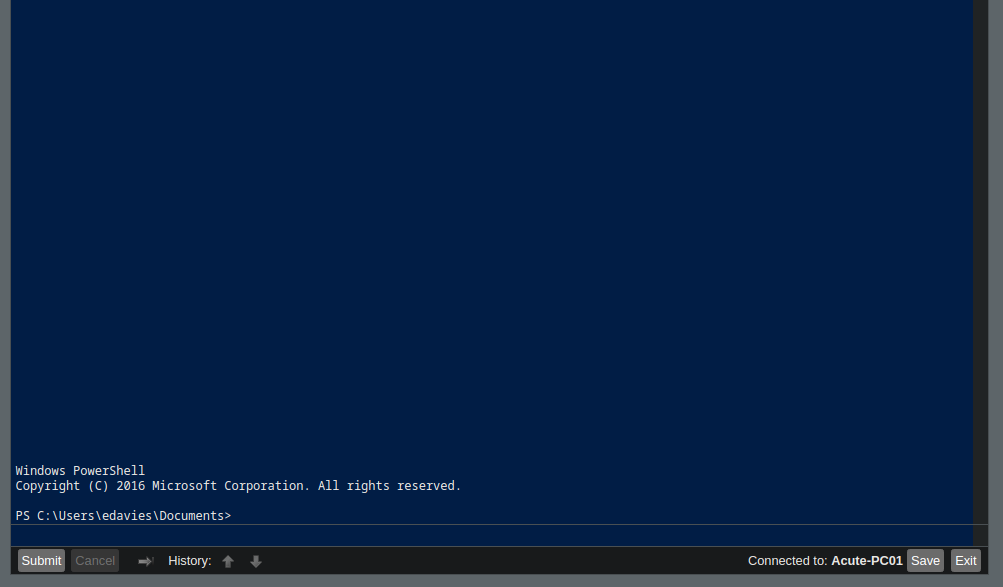 Windows PowerShell
Copyright (C) 2016 Microsoft Corporation. All rights reserved.
PS C:\Users\edavies\Documents>
Submit Cancel History: Connected to: Acute-PC01 Save Exit